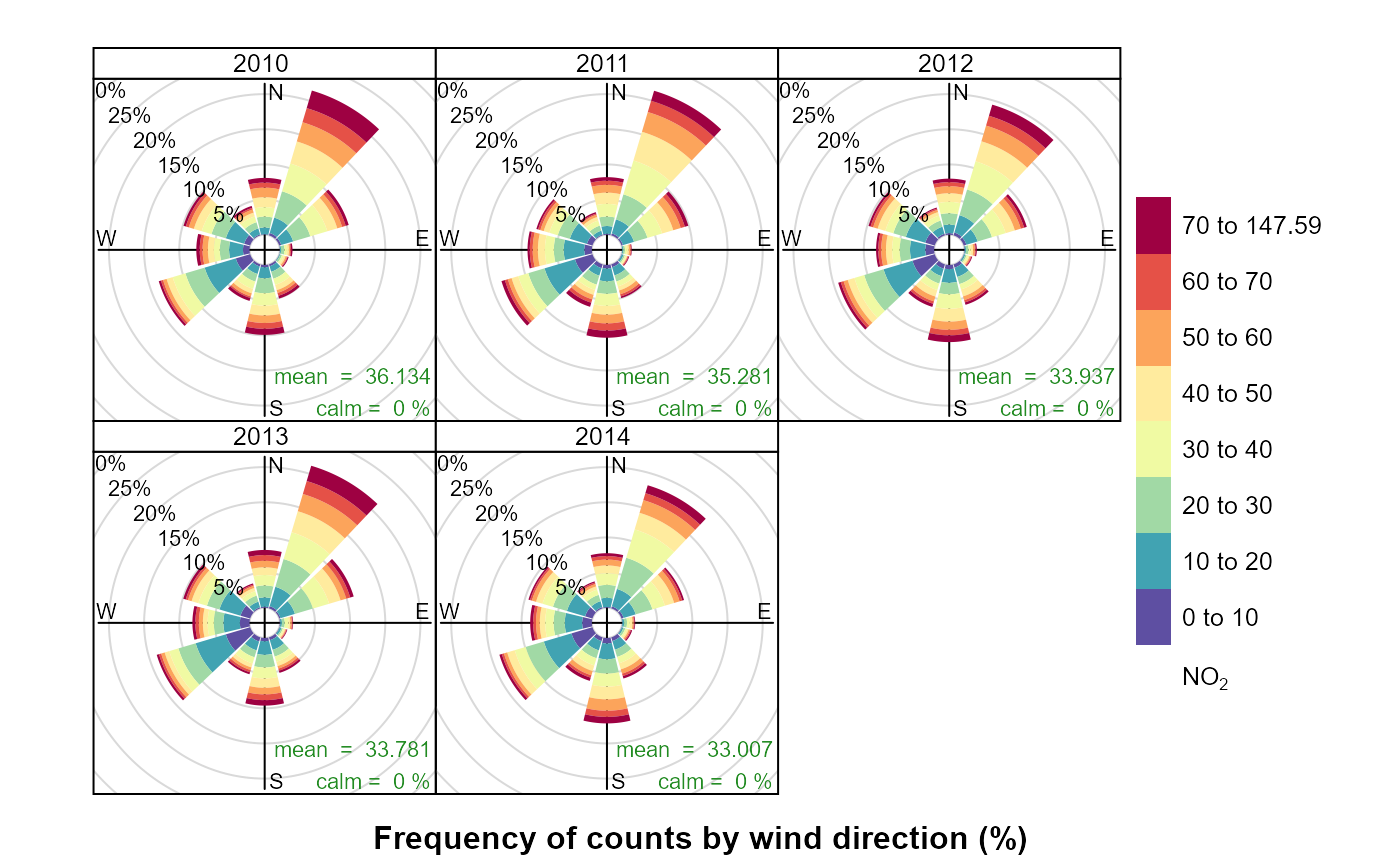 2010
2011
2012
0%
25%
20%
15%
10%
5%
N
W
E
S
mean = 36.134
calm = 0 %
0%
25%
20%
15%
10%
5%
N
W
E
S
mean = 35.281
calm = 0 %
0%
25%
20%
15%
10%
5%
N
W
E
S
mean = 33.937
calm = 0 %
2013
2014
0%
25%
20%
15%
10%
5%
N
W
E
S
mean = 33.781
calm = 0 %
0%
25%
20%
15%
10%
5%
N
W
E
S
mean = 33.007
calm = 0 %
70 to 147.59
60 to 70
50 to 60
40 to 50
30 to 40
20 to 30
10 to 20
0 to 10
NO₂
Frequency of counts by wind direction (%)